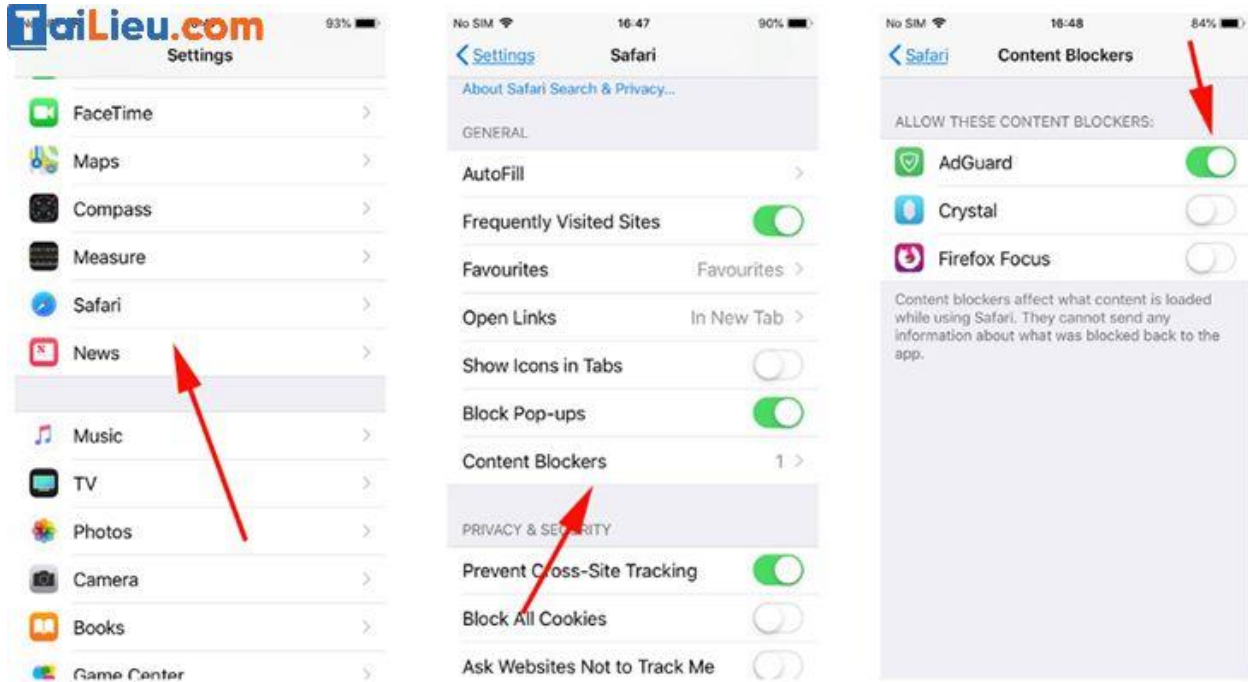 TaiLieu.com
93%
Settings
FaceTime
Maps
Compass
Measure
Safari
News
Music
TV
Photos
Camera
Books
Game Center
No SIM 16:47 90%
Settings Safari
About Safari Search & Privacy...
GENERAL
AutoFill
Frequently Visited Sites
Favourites Favourites
Open Links In New Tab
Show Icons in Tabs
Block Pop-ups
Content Blockers 1
PRIVACY & SECURITY
Prevent Cross-Site Tracking
Block All Cookies
Ask Websites Not to Track Me
No SIM 16:48 84%
Safari Content Blockers
ALLOW THESE CONTENT BLOCKERS:
AdGuard
Crystal
Firefox Focus
Content blockers affect what content is loaded
while using Safari. They cannot send any
information about what was blocked back to the
app.